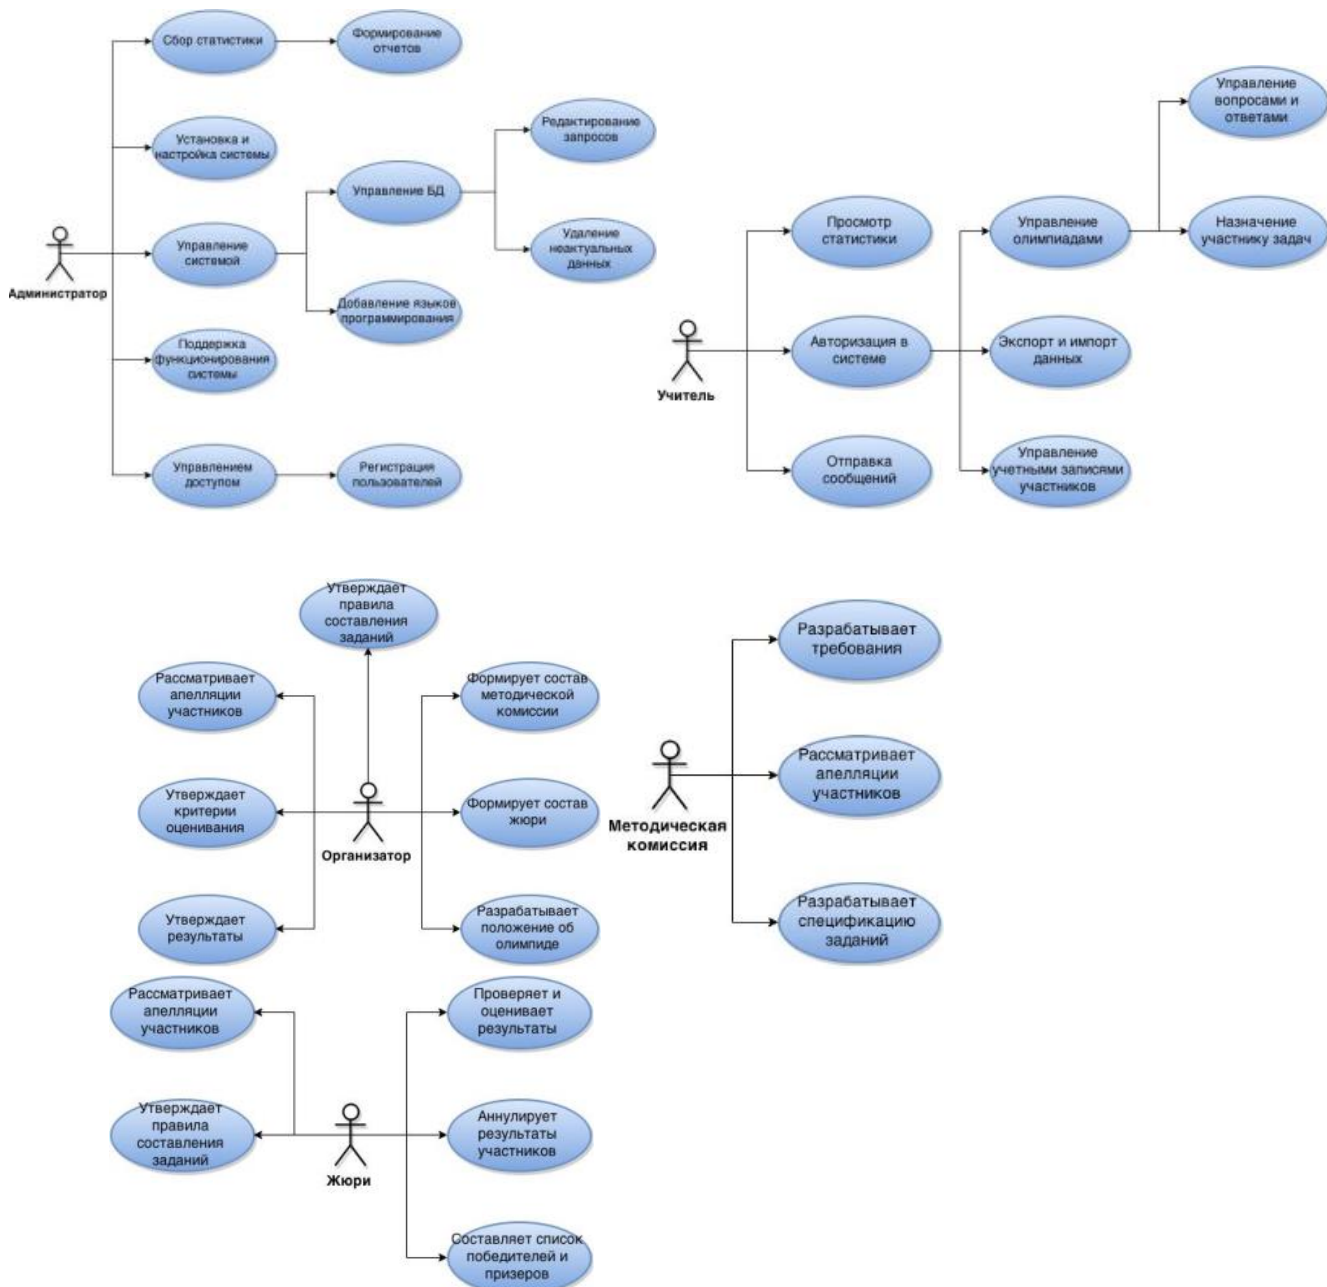 Сбор статистики
Формирование
отчетов
Установка и
настройка системы
Редактирование
запросов
Управление БД
Управление
системой
Удаление
неактуальных
данных
Добавление языков
программирования
Администратор
Поддержка
функционирования
системы
Управлением
доступом
Регистрация
пользователей
Управление
вопросами и
ответами
Просмотр
статистики
Управление
олимпиадами
Назначение
участнику задач
Авторизация в
системе
Экспорт и импорт
данных
Учитель
Отправка
сообщений
Управление
учетными записями
участников
Утверждает
правила
составления
заданий
Рассматривает
апелляции
участников
Формирует состав
методической
комиссии
Утверждает
критерии
оценивания
Формирует состав
жюри
Организатор
Утверждает
результаты
Разрабатывает
положение об
олимпиде
Разрабатывает
требования
Рассматривает
апелляции
участников
Методическая
комиссия
Разрабатывает
спецификацию
заданий
Рассматривает
апелляции
участников
Проверяет и
оценивает
результаты
Утверждает
правила
составления
заданий
Аннулирует
результаты
участников
Жюри
Составляет список
победителей и
призеров